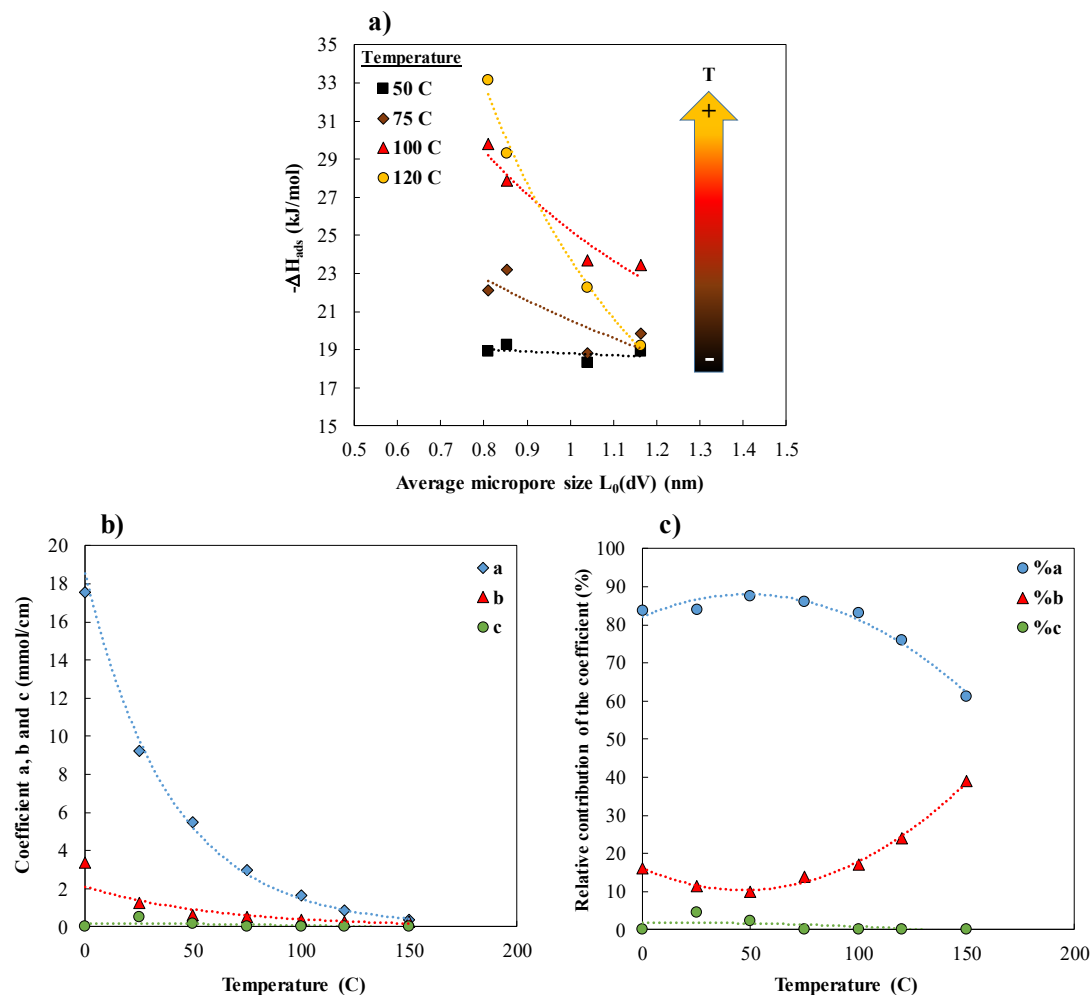 a)
Temperature
50 C
75 C
100 C
120 C
T
+
-
35
33
31
29
27
25
23
21
19
17
15
-ΔHads (kJ/mol)
0.5 0.6 0.7 0.8 0.9 1 1.1 1.2 1.3 1.4 1.5
Average micropore size L0(dV) (nm)
b)
a
b
c
20
18
16
14
12
10
8
6
4
2
0
Coefficient a, b and c (mmol/cm)
0 50 100 150 200
Temperature (C)
c)
%a
%b
%c
100
90
80
70
60
50
40
30
20
10
0
Relative contribution of the coefficient (%)
0 50 100 150 200
Temperature (C)